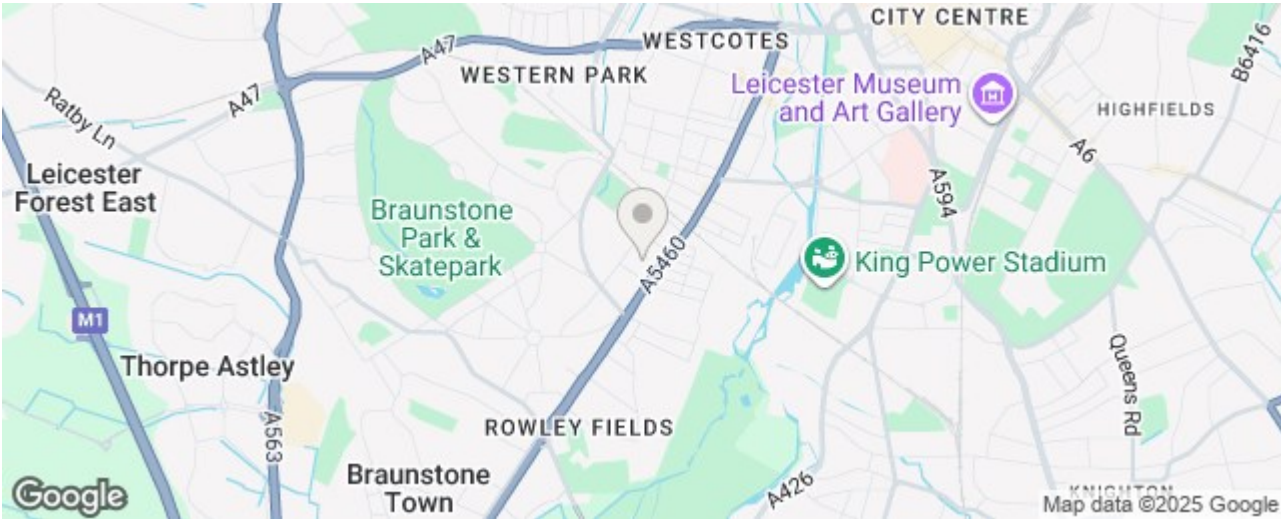 CITY CENTRE
WESTCOTES
A47
WESTERN PARK
B6416
A47
Ratby Ln
Leicester Museum
and Art Gallery
HIGHFIELDS
A6
Leicester
Forest East
A594
Braunstone
Park &
Skatepark
A5460
King Power Stadium
M1
Thorpe Astley
Queens Rd
A563
ROWLEY FIELDS
Braunstone
Town
A426
KNIGHTON
Google
Map data ©2025 Google